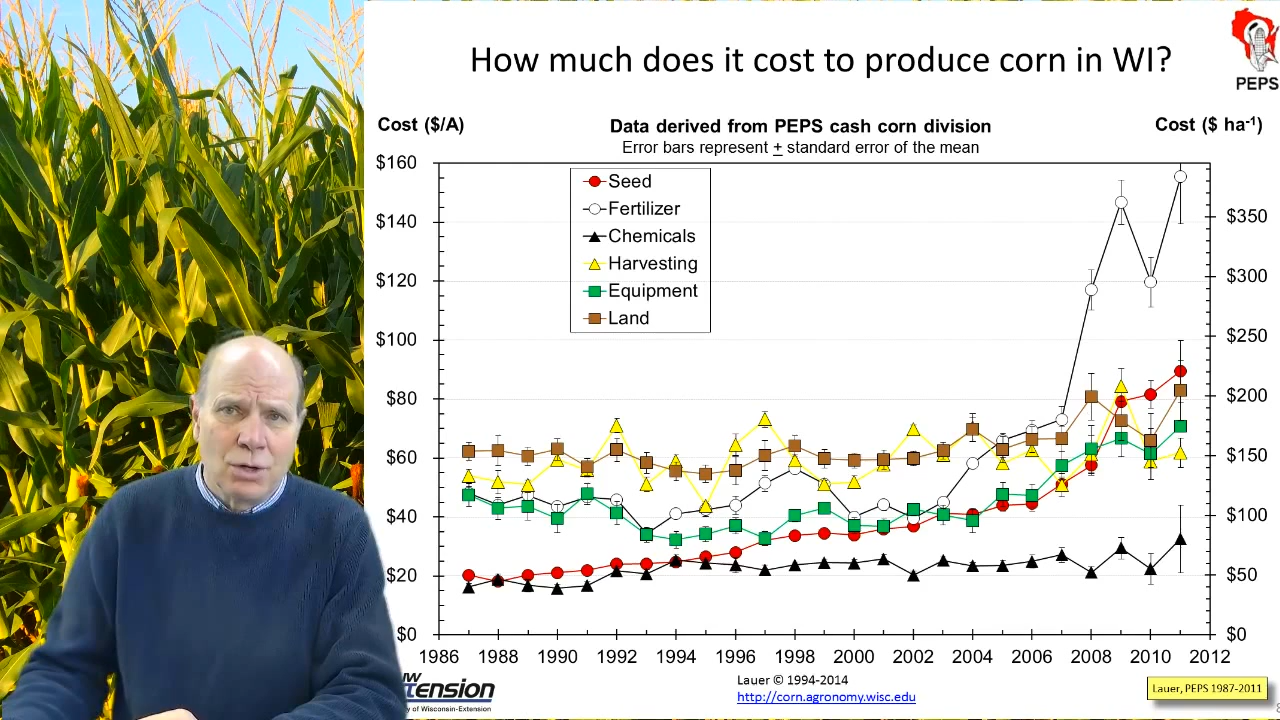 How much does it cost to produce corn in WI?
PEPS
Cost ($/A)
Data derived from PEPS cash corn division
Cost ($ ha-1)
Error bars represent + standard error of the mean
$160
$140
$120
$100
$80
$60
$40
$20
$0
Seed
Fertilizer
Chemicals
Harvesting
Equipment
Land
$350
$300
$250
$200
$150
$100
$50
$0
1986 1988 1990 1992 1994 1996 1998 2000 2002 2004 2006 2008 2010 2012
Lauer © 1994-2014
http://corn.agronomy.wisc.edu
Lauer, PEPS 1987-2011
tension
y of Wisconsin-Extension